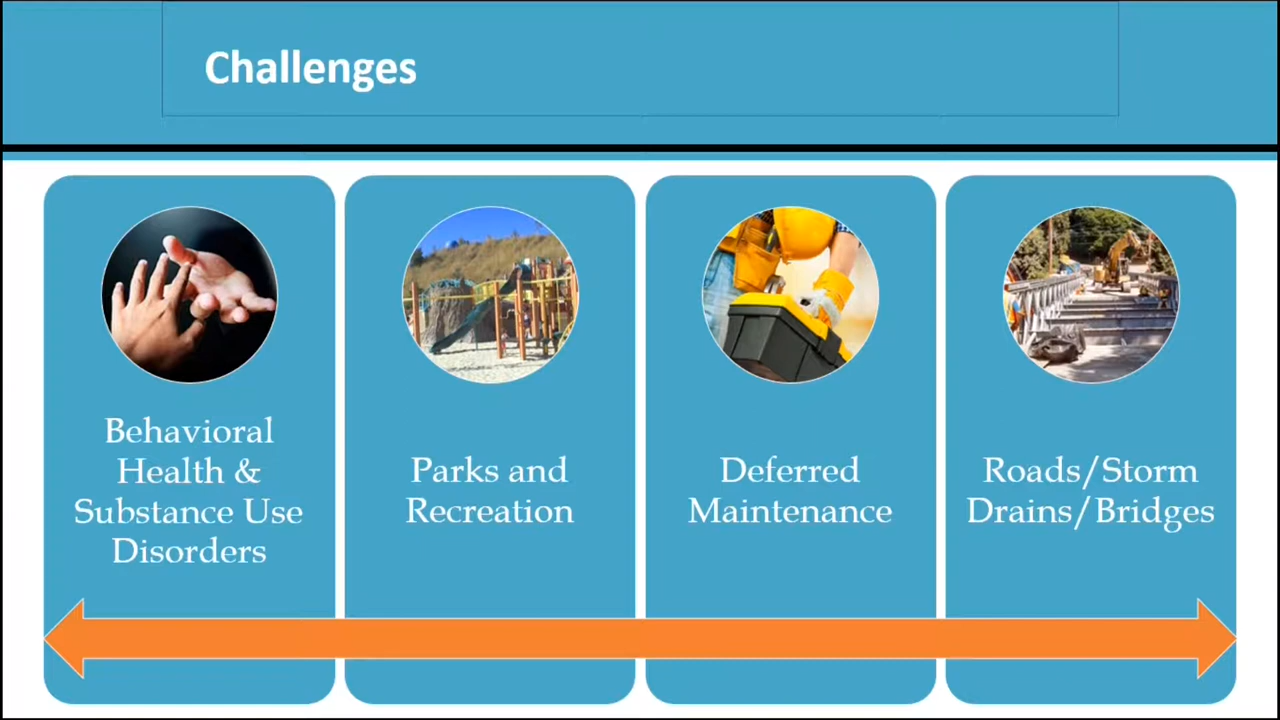 Challenges
Behavioral
Health &
Substance Use
Disorders
Parks and
Recreation
Deferred
Maintenance
Roads/Storm
Drains/Bridges